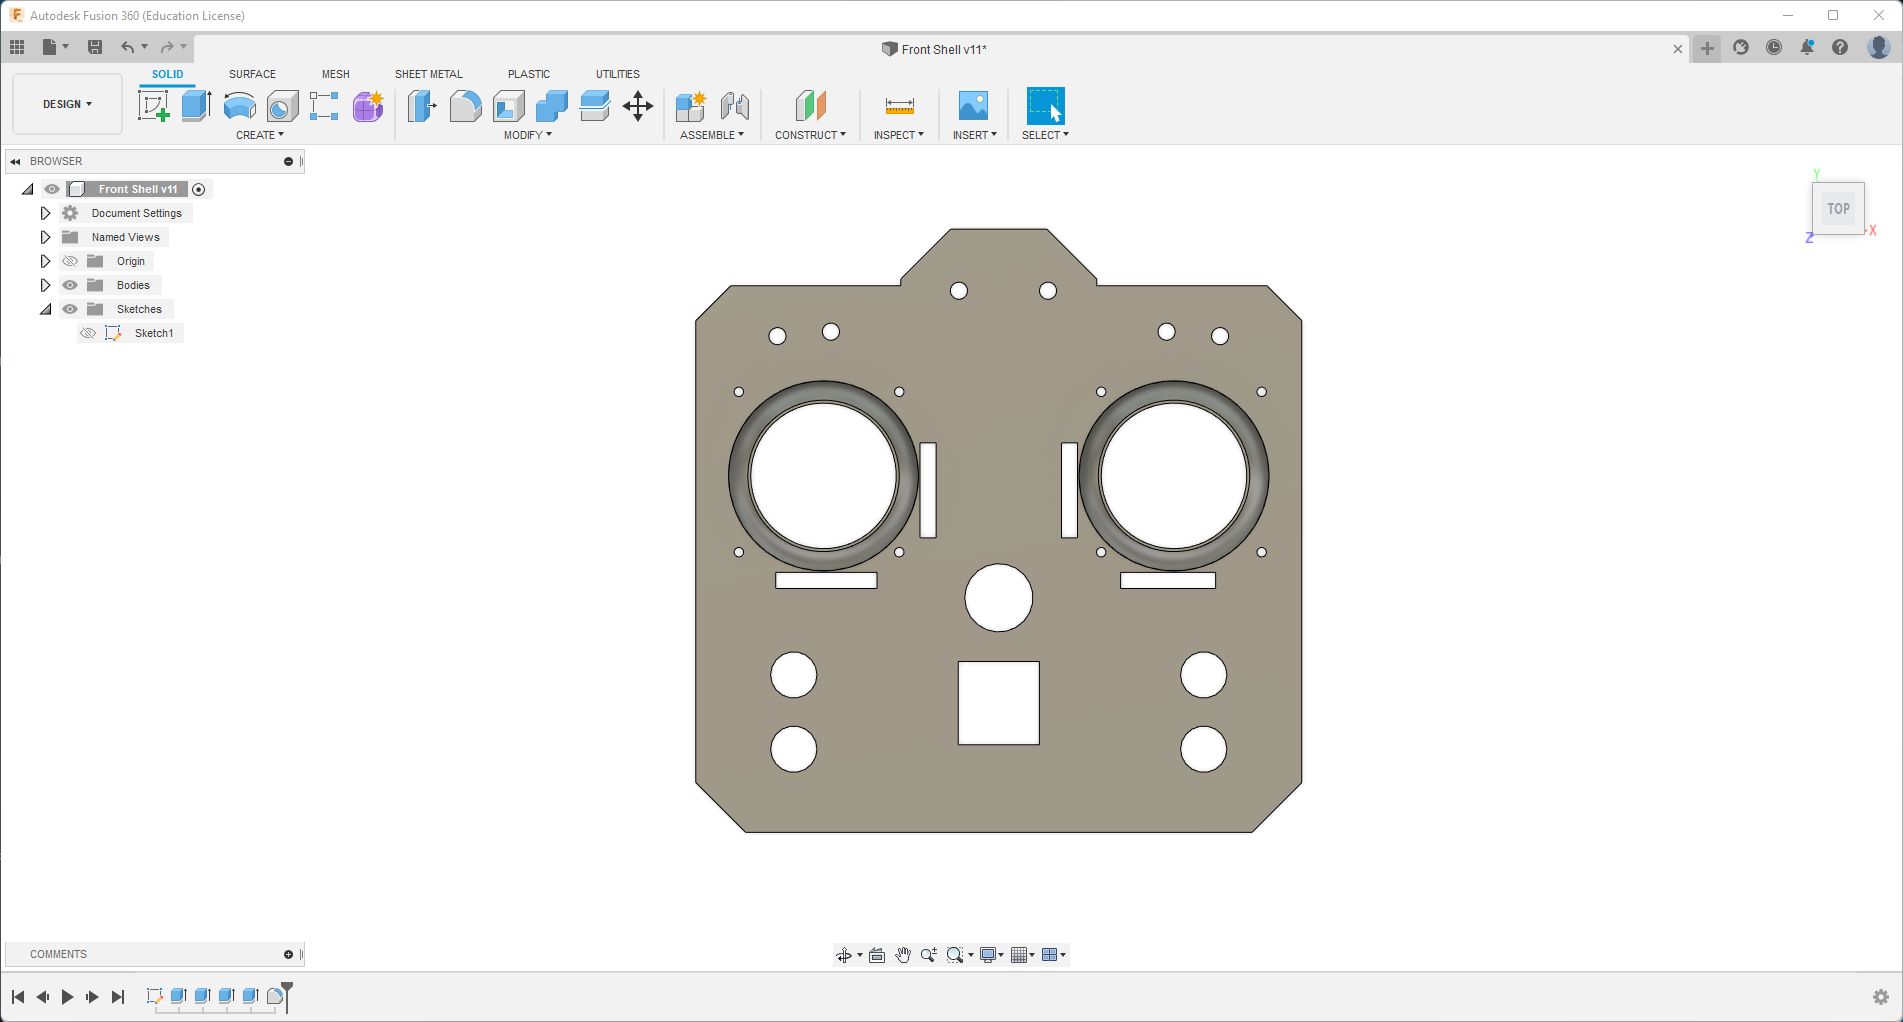 Autodesk Fusion 360 (Education License)
Front Shell v11*
DESIGN
SOLID SURFACE MESH SHEET METAL PLASTIC UTILITIES
CREATE MODIFY ASSEMBLE CONSTRUCT INSPECT INSERT SELECT
BROWSER
Front Shell v11
Document Settings
Named Views
Origin
Bodies
Sketches
Sketch1
Y
TOP
X
Z
COMMENTS